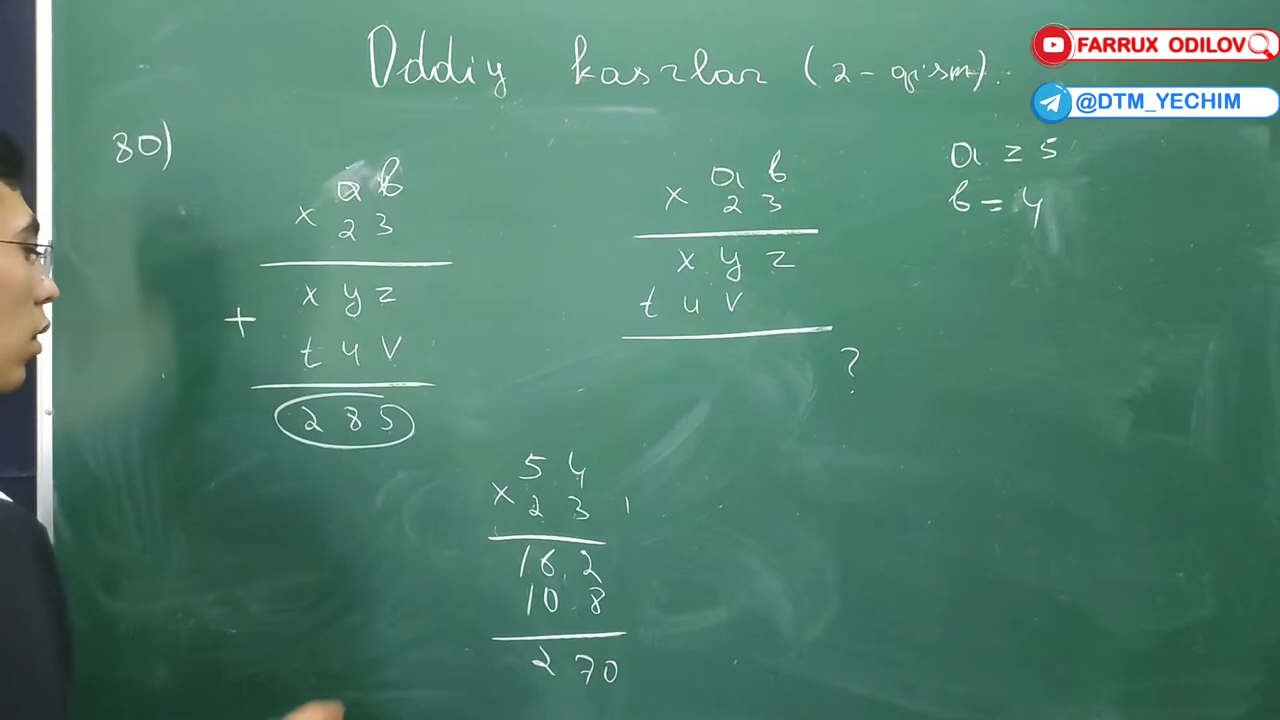 Oddiy kasrlar (2-qism).
FARRUX ODILOV
@DTM_YECHIM
80)
a b
x 2 3
x y z
+
t u v
2 8 5
a b
x 2 3
x y z
t u v
?
a = 5
b = 4
5 4
x 2 3
1 6 2
1 0 8
2 7 0